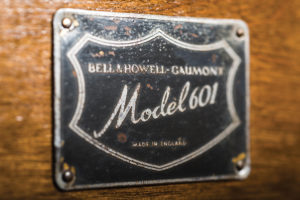 BELL & HOWELL-GAUMONT
Model 601
MADE IN ENGLAND